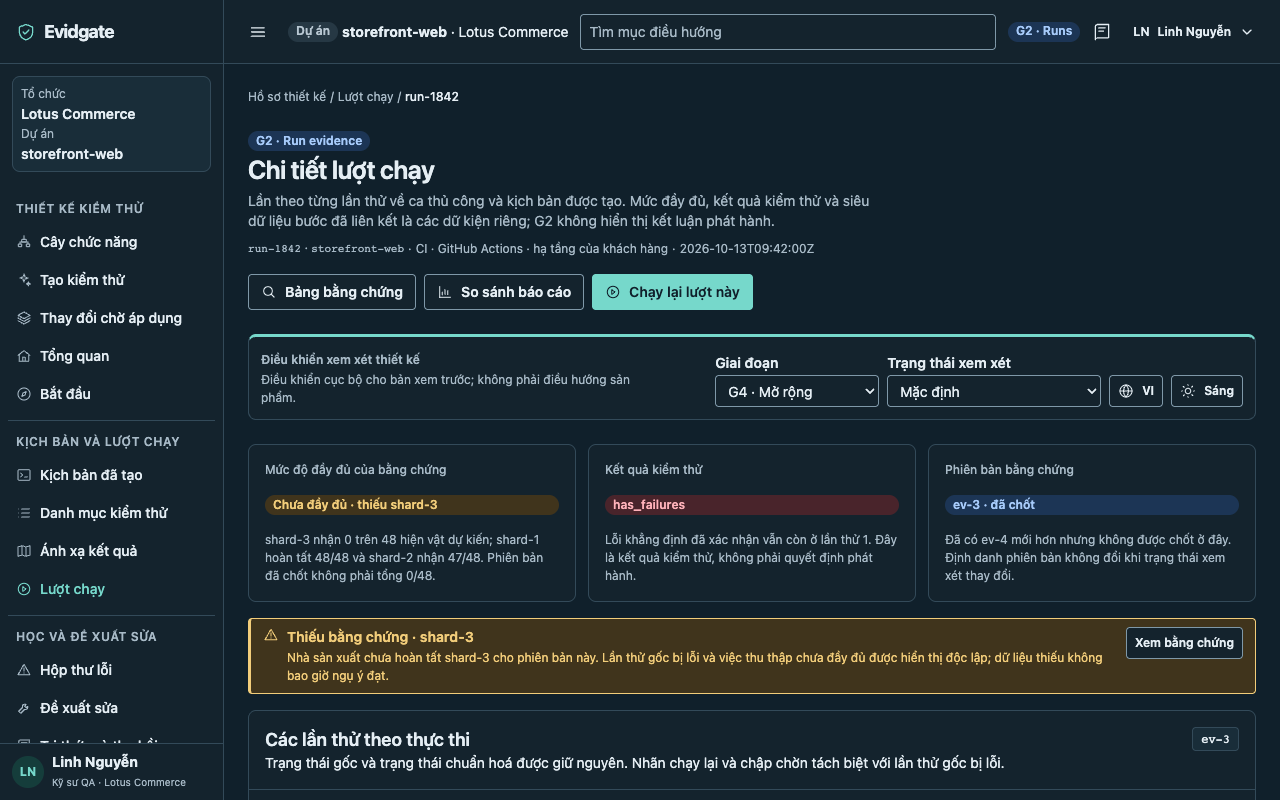 Evidgate
Dự án storefront-web · Lotus Commerce
Tìm mục điều hướng
G2 · Runs
LN Linh Nguyễn
Tổ chức
Lotus Commerce
Dự án
storefront-web
THIẾT KẾ KIỂM THỬ
Cây chức năng
Tạo kiểm thử
Thay đổi chờ áp dụng
Tổng quan
Bắt đầu
KỊCH BẢN VÀ LƯỢT CHẠY
Kịch bản đã tạo
Danh mục kiểm thử
Ánh xạ kết quả
Lượt chạy
HỌC VÀ ĐỀ XUẤT SỬA
Hộp thư lỗi
Đề xuất sửa
LN
Linh Nguyễn
Kỹ sư QA · Lotus Commerce
Hồ sơ thiết kế / Lượt chạy / run-1842
G2 · Run evidence
Chi tiết lượt chạy
Lần theo từng lần thử về ca thủ công và kịch bản được tạo. Mức đầy đủ, kết quả kiểm thử và siêu
dữ liệu bước đã liên kết là các dữ kiện riêng; G2 không hiển thị kết luận phát hành.
run-1842 · storefront-web · CI · GitHub Actions · hạ tầng của khách hàng · 2026-10-13T09:42:00Z
Bảng bằng chứng
So sánh báo cáo
Chạy lại lượt này
Điều khiển xem xét thiết kế
Điều khiển cục bộ cho bản xem trước; không phải điều hướng sản
phẩm.
Giai đoạn
G4 · Mở rộng
Trạng thái xem xét
Mặc định
VI
Sáng
Mức độ đầy đủ của bằng chứng
Chưa đầy đủ · thiếu shard-3
shard-3 nhận 0 trên 48 hiện vật dự kiến; shard-1
hoàn tất 48/48 và shard-2 nhận 47/48. Phiên bản
đã chốt không phải tổng 0/48.
Kết quả kiểm thử
has_failures
Lỗi khẳng định đã xác nhận vẫn còn ở lần thử 1. Đây
là kết quả kiểm thử, không phải quyết định phát
hành.
Phiên bản bằng chứng
ev-3 · đã chốt
Đã có ev-4 mới hơn nhưng không được chốt ở đây.
Định danh phiên bản không đổi khi trạng thái xem
xét thay đổi.
Thiếu bằng chứng · shard-3
Nhà sản xuất chưa hoàn tất shard-3 cho phiên bản này. Lần thử gốc bị lỗi và việc thu thập chưa đầy đủ được hiển thị độc lập; dữ liệu thiếu không
bao giờ ngụ ý đạt.
Xem bằng chứng
Các lần thử theo thực thi
Trạng thái gốc và trạng thái chuẩn hoá được giữ nguyên. Nhãn chạy lại và chập chờn tách biệt với lần thử gốc bị lỗi.
ev-3